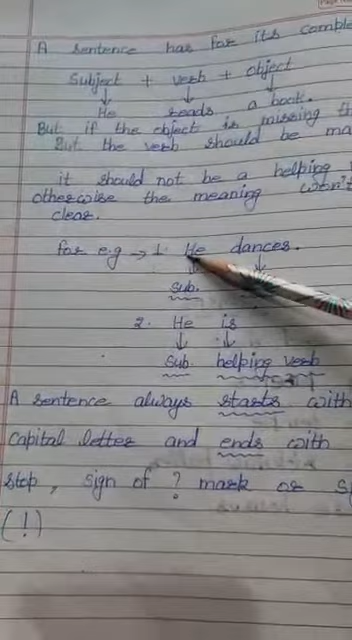 A sentence has for its comple
Subject + verb + object
He reads a book.
But if the object is missing th
But the verb should be ma
it should not be a helping
otherwise the meaning won't
clear.
For e.g → 1. He dances.
sub.
2. He is
sub. helping verb
A sentence always starts with
capital letter and ends with
stop, sign of ? mark or s
(!)